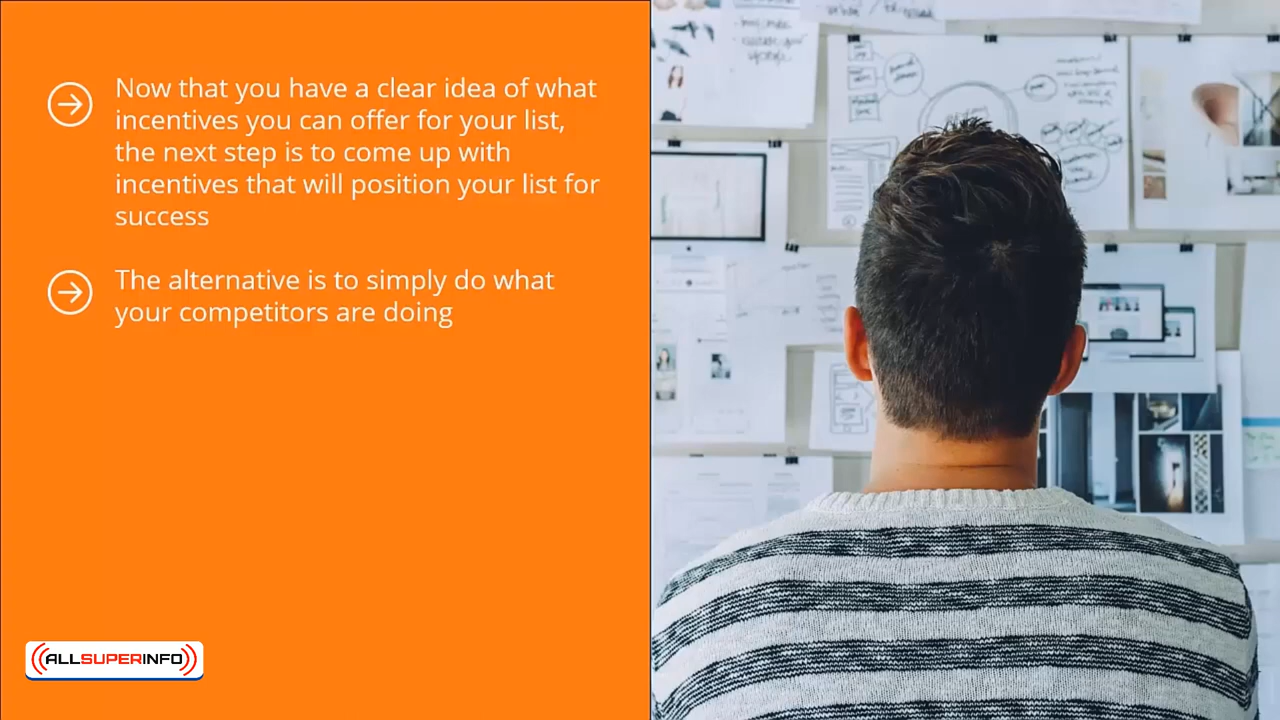 Now that you have a clear idea of what
incentives you can offer for your list,
the next step is to come up with
incentives that will position your list for
success
The alternative is to simply do what
your competitors are doing
ALLSUPERINFO